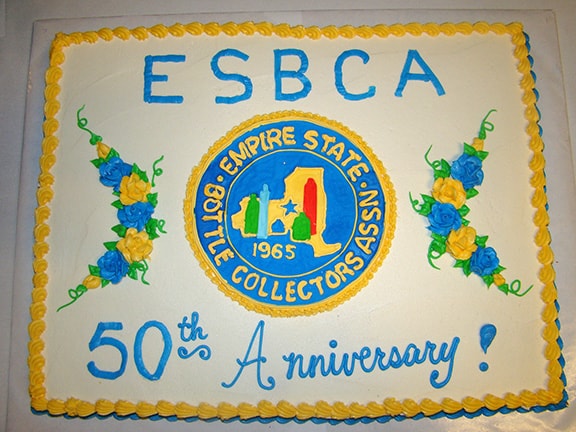 ESBCA
• EMPIRE STATE •
BOTTLE COLLECTORS ASSN
1965
50th Anniversary!